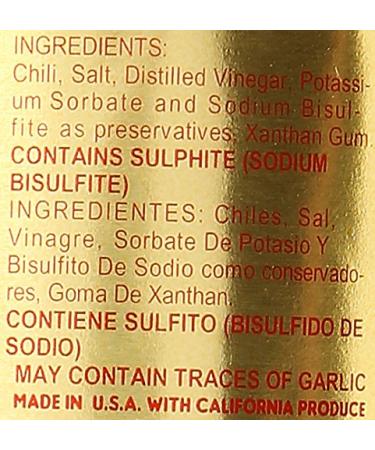 INGREDIENTS:
Chili, Salt, Distilled Vinegar, Potassi-
um Sorbate and Sodium Bisul-
fite as preservatives, Xanthan Gum.
CONTAINS SULPHITE (SODIUM
BISULFITE)
INGREDIENTES: Chiles, Sal,
Vinagre, Sorbate De Potasio Y
Bisulfito De Sodio como conservado-
res, Goma De Xanthan.
CONTIENE SULFITO (BISULFIDO DE
SODIO)
MAY CONTAIN TRACES OF GARLIC
MADE IN U.S.A. WITH CALIFORNIA PRODUCE